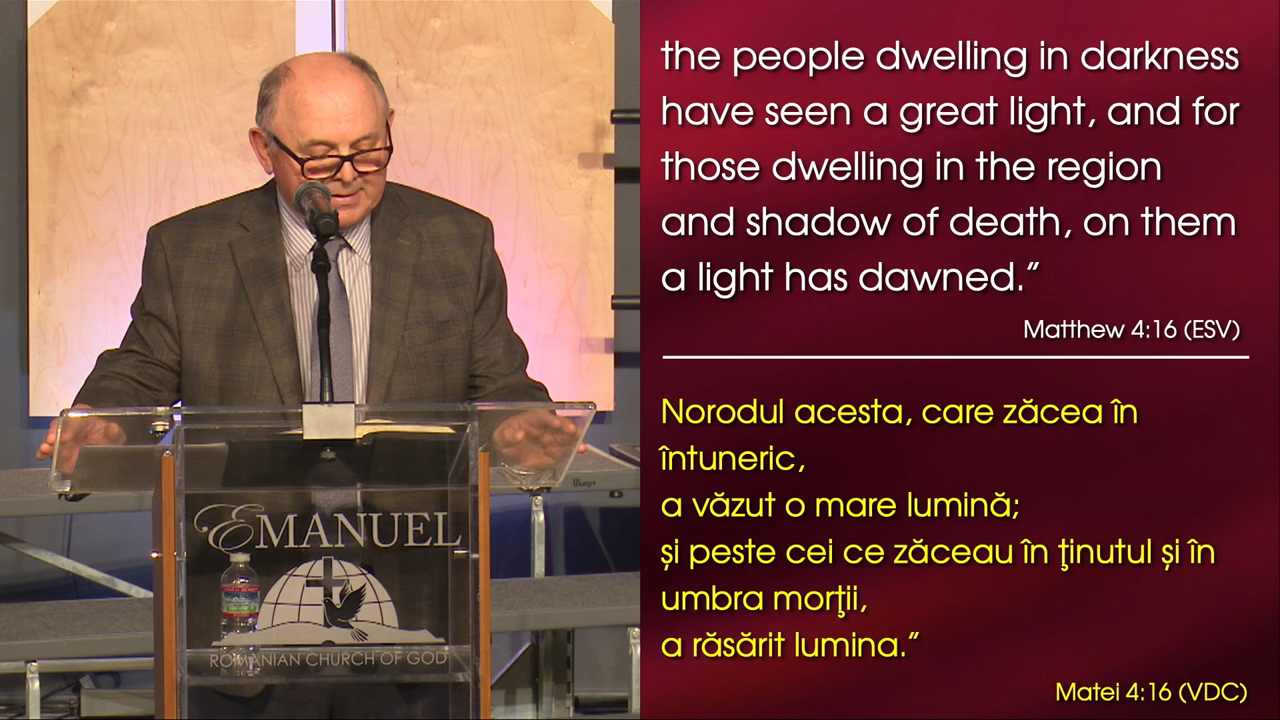 the people dwelling in darkness
have seen a great light, and for
those dwelling in the region
and shadow of death, on them
a light has dawned.”
Matthew 4:16 (ESV)
Norodul acesta, care zăcea în
întuneric,
a văzut o mare lumină;
și peste cei ce zăceau în ţinutul și în
umbra morţii,
a răsărit lumina.”
Matei 4:16 (VDC)
Wenger
EMANUEL
ROMANIAN CHURCH OF GOD